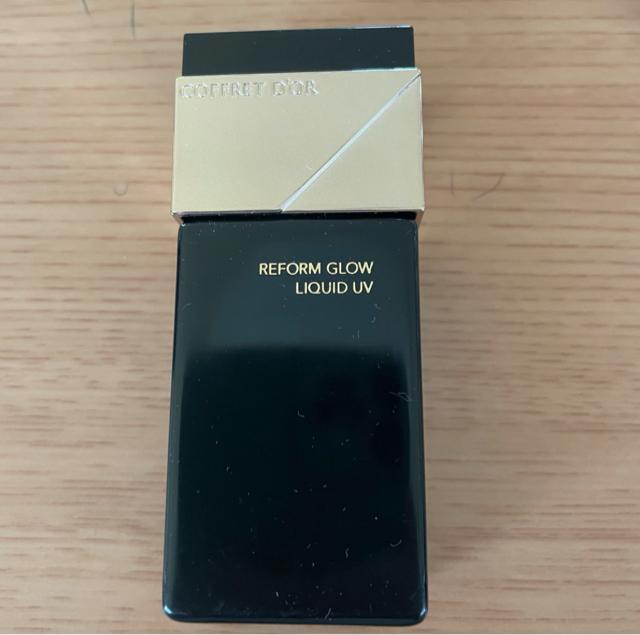 COFFRET D'OR
REFORM GLOW
LIQUID UV